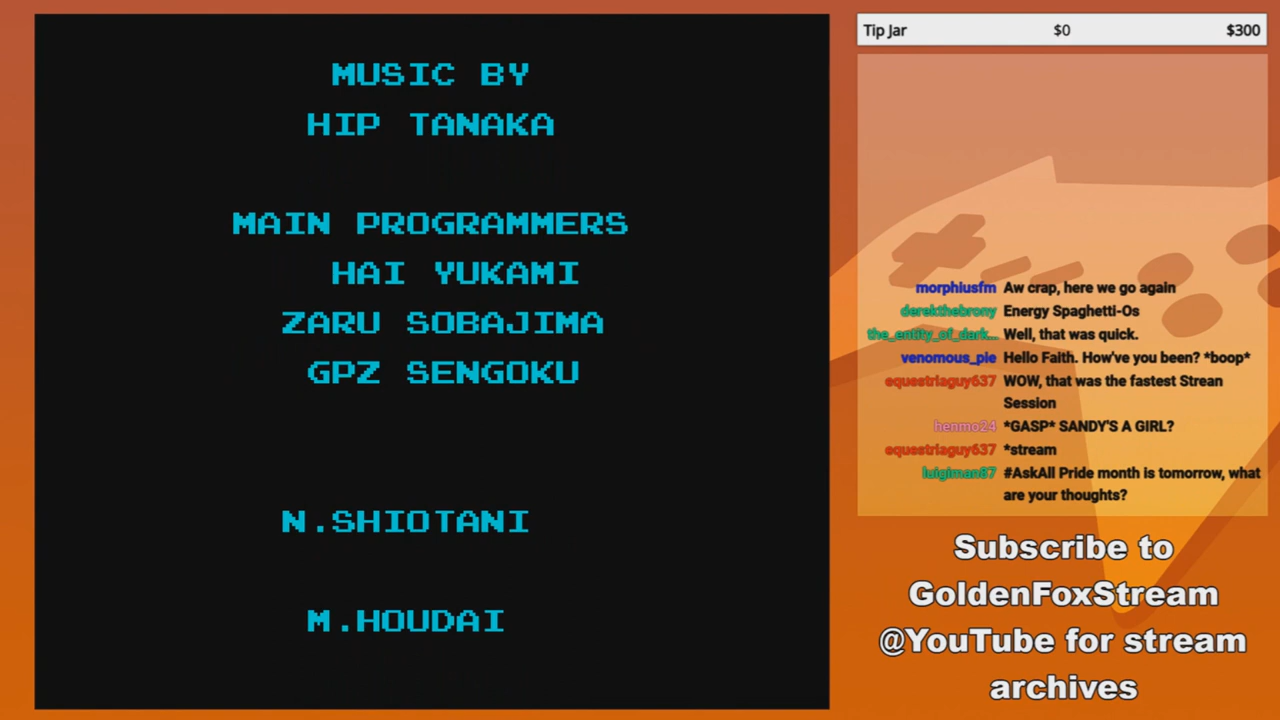 MUSIC BY
HIP TANAKA
MAIN PROGRAMMERS
HAI YUKAMI
ZARU SOBAJIMA
GPZ SENGOKU
N.SHIOTANI
M.HOUDAI
Tip Jar $0 $300
morphiusfm Aw crap, here we go again
derekthebrony Energy Spaghetti-Os
the_entity_of_dark... Well, that was quick.
venomous_pie Hello Faith. How've you been? *boop*
equestriaguy637 WOW, that was the fastest Strean
Session
henmo24 *GASP* SANDY'S A GIRL?
equestriaguy637 *stream
luigiman87 #AskAll Pride month is tomorrow, what
are your thoughts?
Subscribe to
GoldenFoxStream
@YouTube for stream
archives